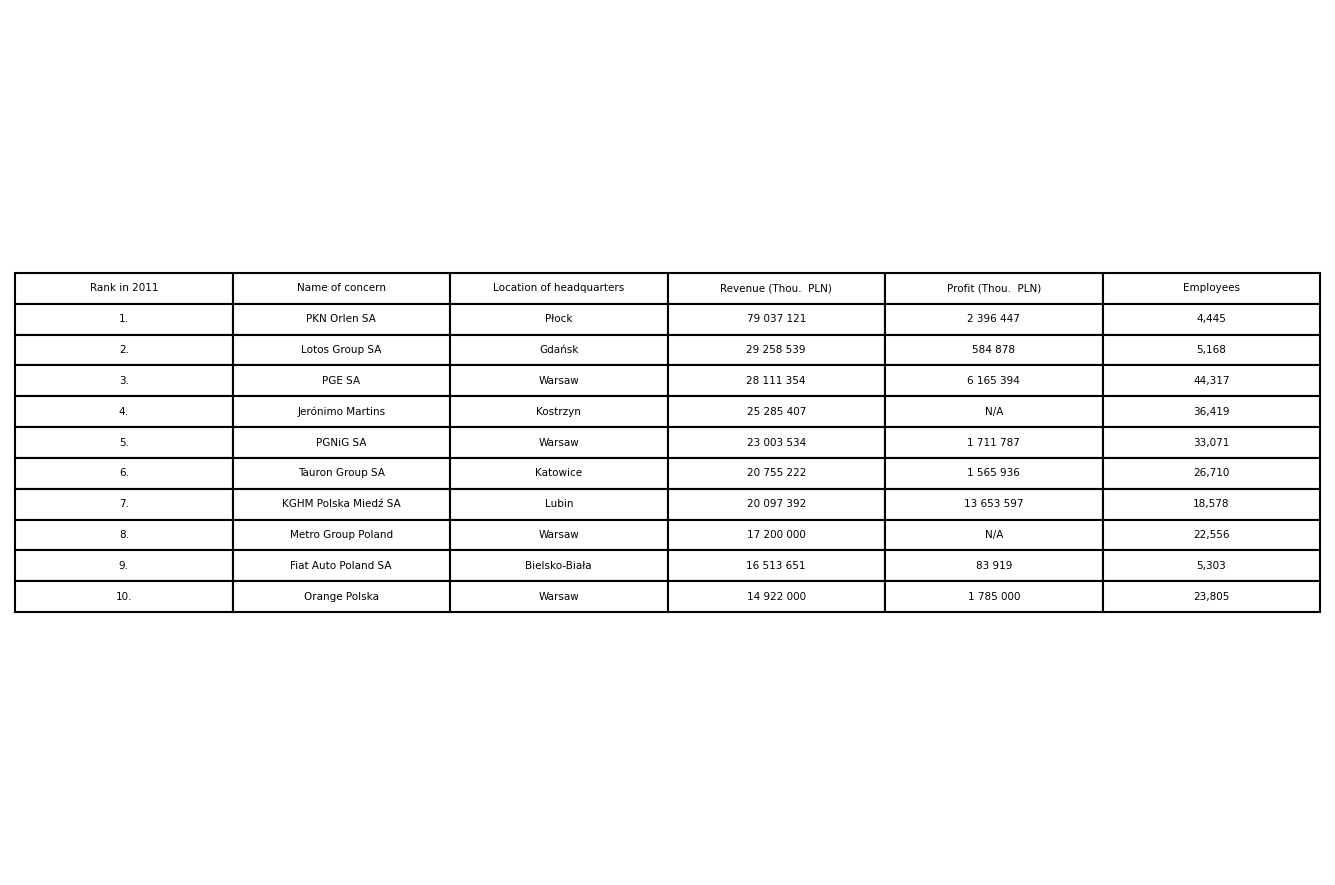 Rank in 2011 Name of concern Location of headquarters Revenue (Thou.  PLN) Profit (Thou.  PLN) Employees
1. PKN Orlen SA Płock 79 037 121 2 396 447 4,445
2. Lotos Group SA Gdańsk 29 258 539 584 878 5,168
3. PGE SA Warsaw 28 111 354 6 165 394 44,317
4. Jerónimo Martins Kostrzyn 25 285 407 N/A 36,419
5. PGNiG SA Warsaw 23 003 534 1 711 787 33,071
6. Tauron Group SA Katowice 20 755 222 1 565 936 26,710
7. KGHM Polska Miedź SA Lubin 20 097 392 13 653 597 18,578
8. Metro Group Poland Warsaw 17 200 000 N/A 22,556
9. Fiat Auto Poland SA Bielsko-Biała 16 513 651 83 919 5,303
10. Orange Polska Warsaw 14 922 000 1 785 000 23,805